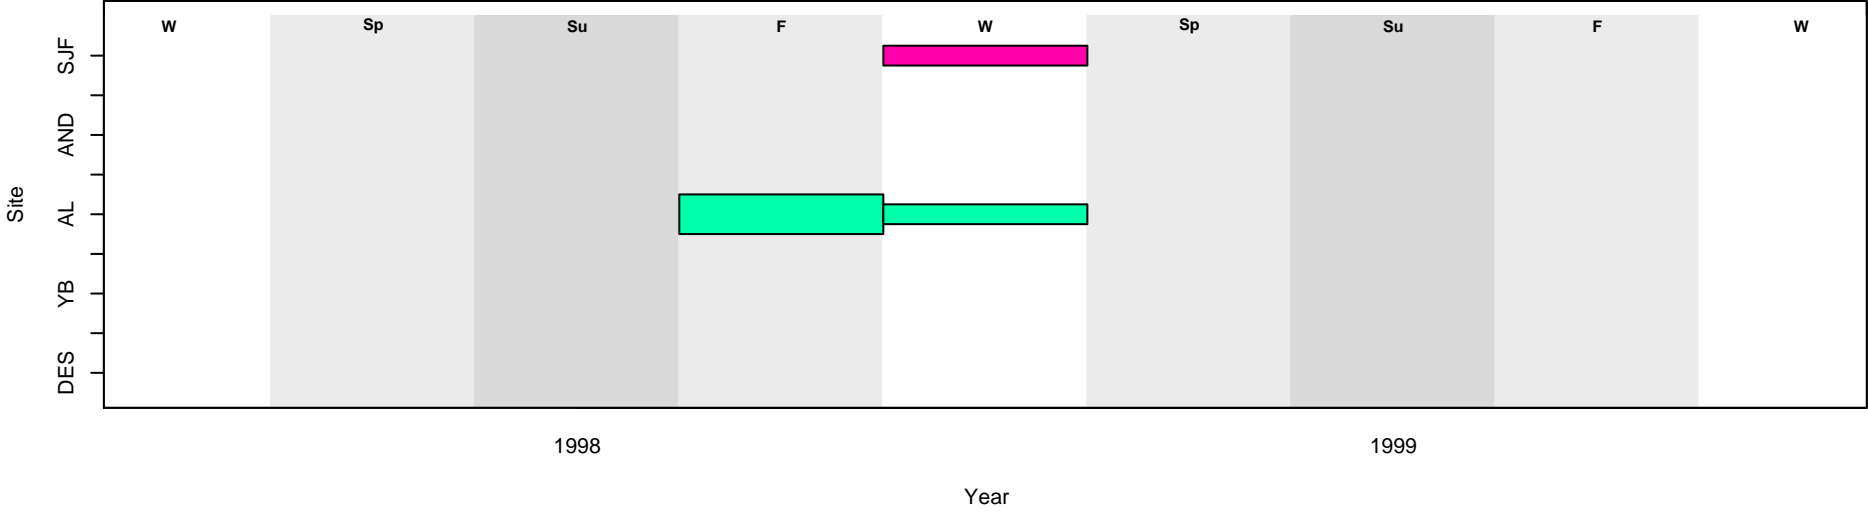 W Sp Su F W Sp Su F W
SJF
AND
AL
YB
DES
Site
1998 1999
Year